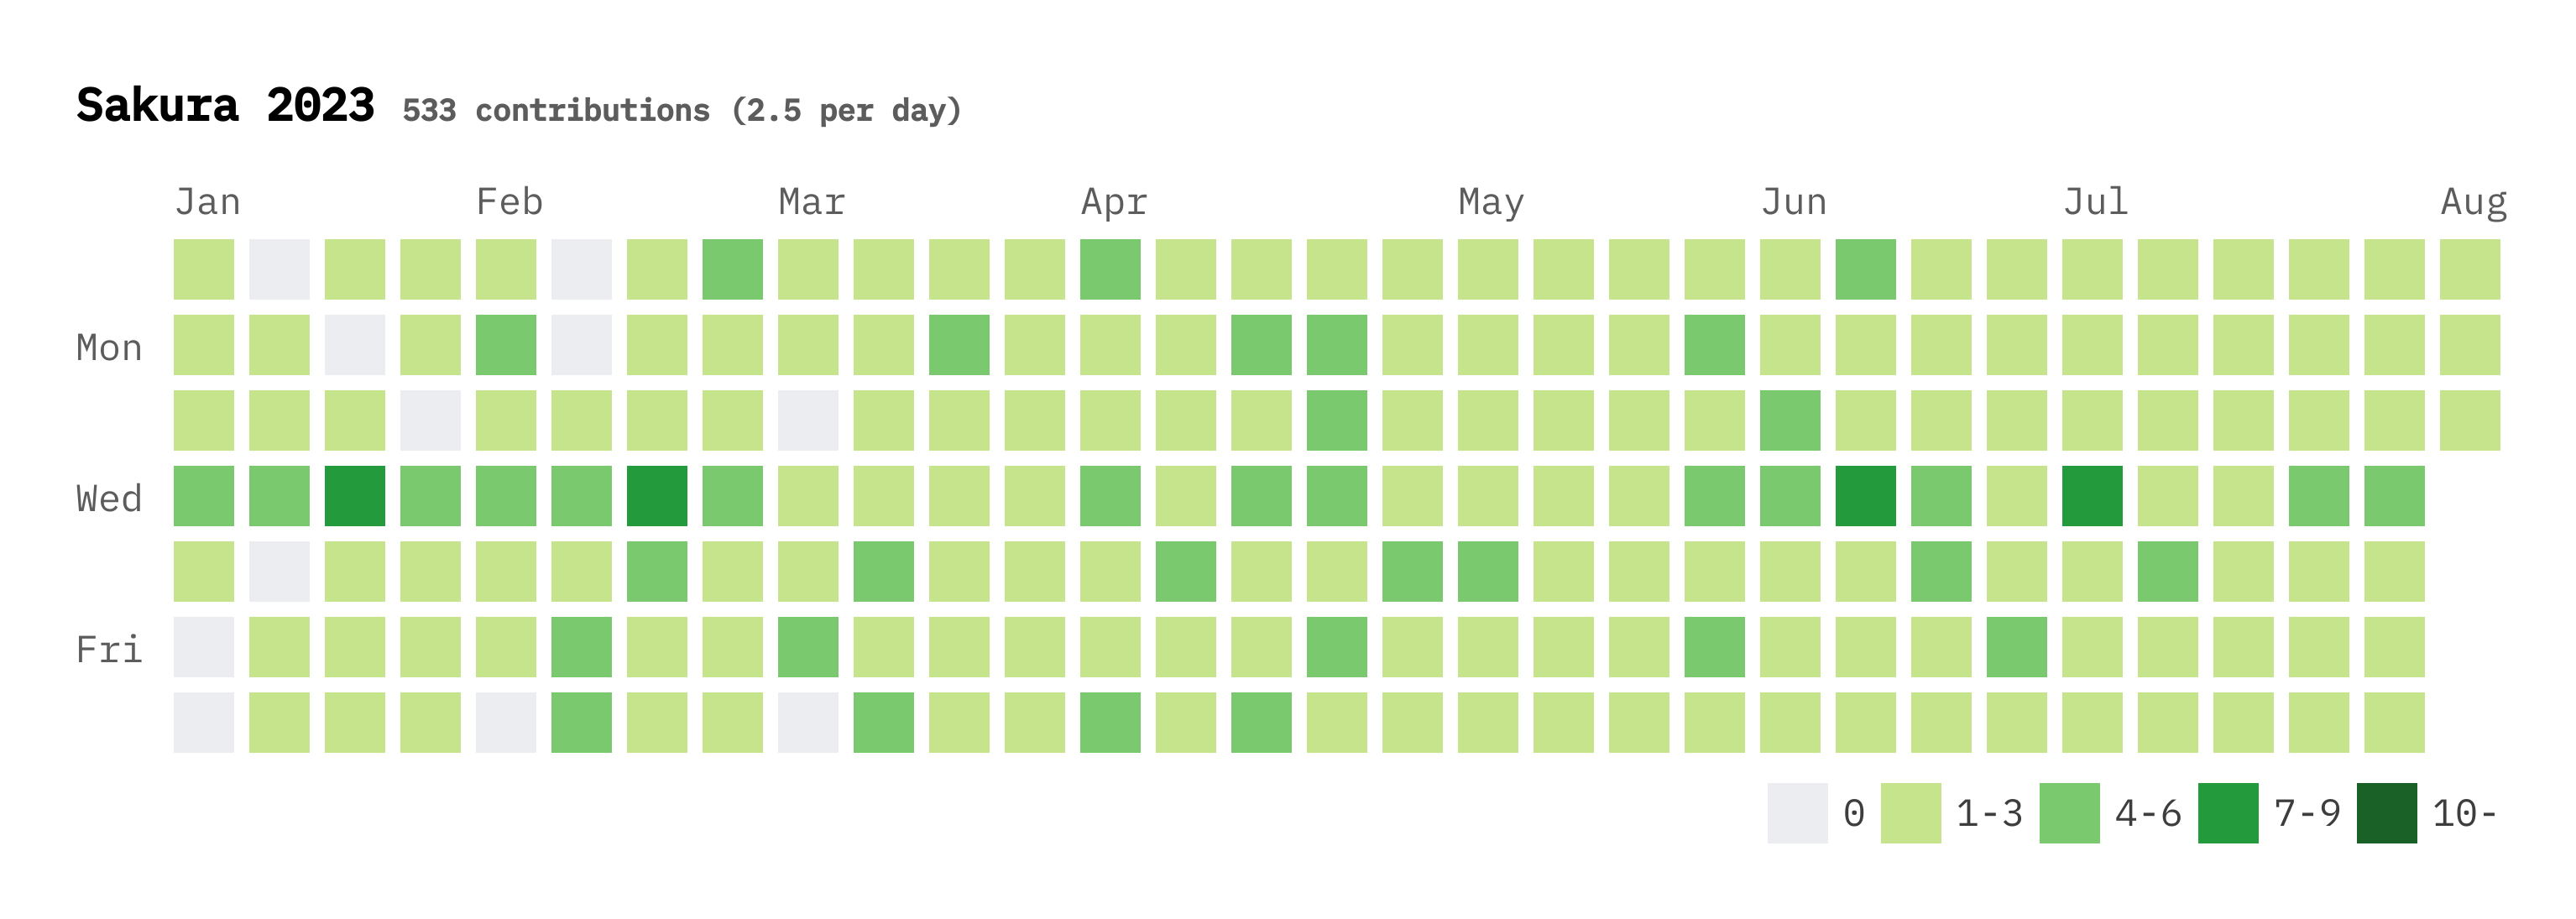 Sakura 2023 533 contributions (2.5 per day)
Jan Feb Mar Apr May Jun Jul Aug
Mon
Wed
Fri
0 1-3 4-6 7-9 10-